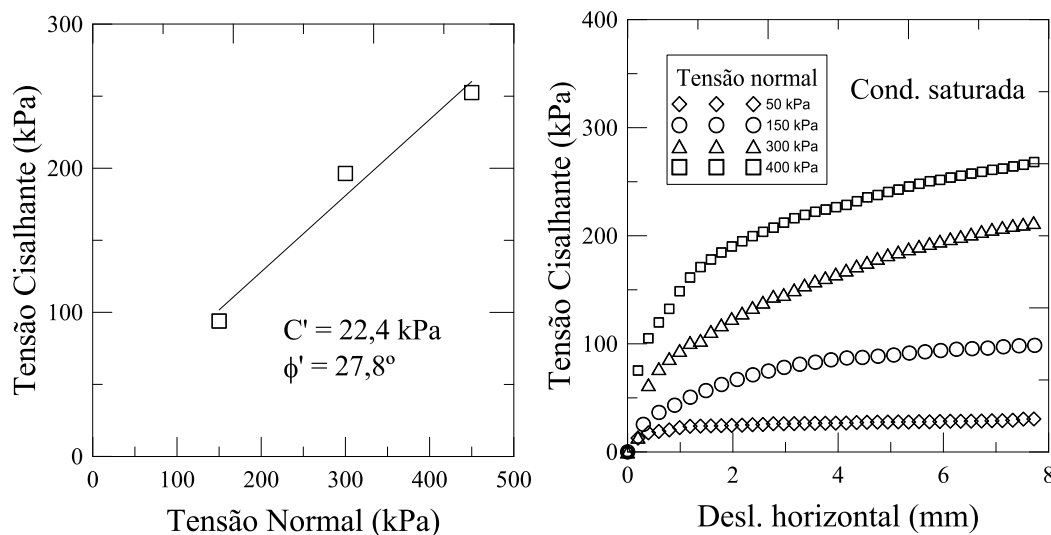 300
200
100
0
0
100
200
300
400
500
Tensão Cisalhante (kPa)
Tensão Normal (kPa)
C' = 22,4 kPa
ϕ' = 27,8º
400
300
200
100
0
0
2
4
6
8
Tensão Cisalhante (kPa)
Desl. horizontal (mm)
Tensão normal
50 kPa
150 kPa
300 kPa
400 kPa
Cond. saturada